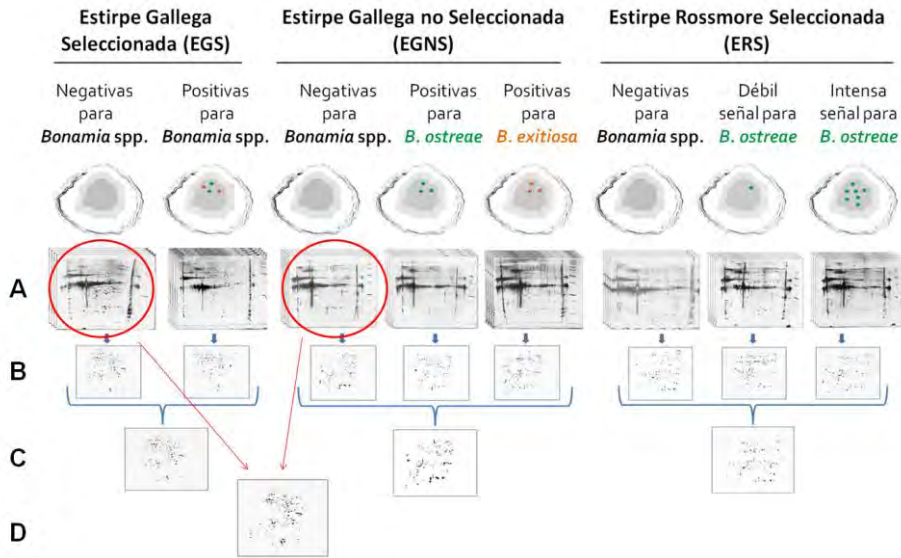 Estirpe Gallega
Seleccionada (EGS)
Estirpe Gallega no Seleccionada
(EGNS)
Estirpe Rossmore Seleccionada
(ERS)
Negativas
para
Bonamia spp.
Positivas
para
Bonamia spp.
Negativas
para
Bonamia spp.
Positivas
para
B. ostreae
Positivas
para
B. exitiosa
Negativas
para
Bonamia spp.
Débil
señal para
B. ostreae
Intensa
señal para
B. ostreae
A
B
C
D